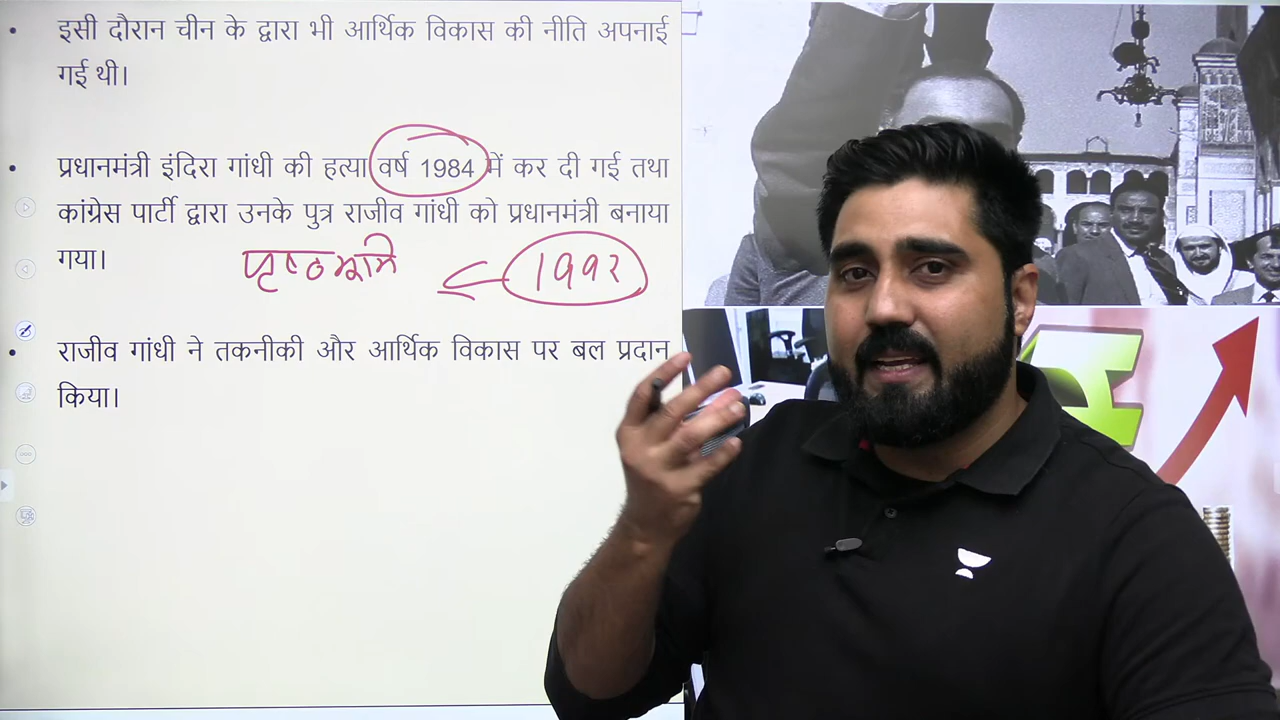 • इसी दौरान चीन के द्वारा भी आर्थिक विकास की नीति अपनाई
गई थी।
• प्रधानमंत्री इंदिरा गांधी की हत्या वर्ष 1984 में कर दी गई तथा
कांग्रेस पार्टी द्वारा उनके पुत्र राजीव गांधी को प्रधानमंत्री बनाया
गया।
पृष्ठभूमि 1992
• राजीव गांधी ने तकनीकी और आर्थिक विकास पर बल प्रदान
किया।